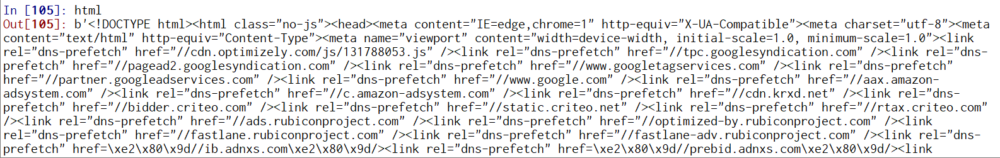 In [105]: html
Out[105]: b'<!DOCTYPE html><html class="no-js"><head><meta content="IE=edge,chrome=1" http-equiv="X-UA-Compatible"><meta charset="utf-8"><meta
content="text/html" http-equiv="Content-Type"><meta name="viewport" content="width=device-width, initial-scale=1.0, minimum-scale=1.0"><link
rel="dns-prefetch" href="//cdn.optimizely.com/js/131788053.js" /><link rel="dns-prefetch" href="//tpc.googlesyndication.com" /><link rel="dns-
prefetch" href="//pagead2.googlesyndication.com" /><link rel="dns-prefetch" href="//www.googletagservices.com" /><link rel="dns-prefetch"
href="//partner.googleadservices.com" /><link rel="dns-prefetch" href="//www.google.com" /><link rel="dns-prefetch" href="//aax.amazon-
adsystem.com" /><link rel="dns-prefetch" href="//c.amazon-adsystem.com" /><link rel="dns-prefetch" href="//cdn.krxd.net" /><link rel="dns-
prefetch" href="//bidder.criteo.com" /><link rel="dns-prefetch" href="//static.criteo.net" /><link rel="dns-prefetch" href="//rtax.criteo.com"
/><link rel="dns-prefetch" href="//ads.rubiconproject.com" /><link rel="dns-prefetch" href="//optimized-by.rubiconproject.com" /><link
rel="dns-prefetch" href="//fastlane.rubiconproject.com" /><link rel="dns-prefetch" href="//fastlane-adv.rubiconproject.com" /><link rel="dns-
prefetch" href=\xe2\x80\x9d//ib.adnxs.com\xe2\x80\x9d/><link rel="dns-prefetch" href=\xe2\x80\x9d//prebid.adnxs.com\xe2\x80\x9d/><link